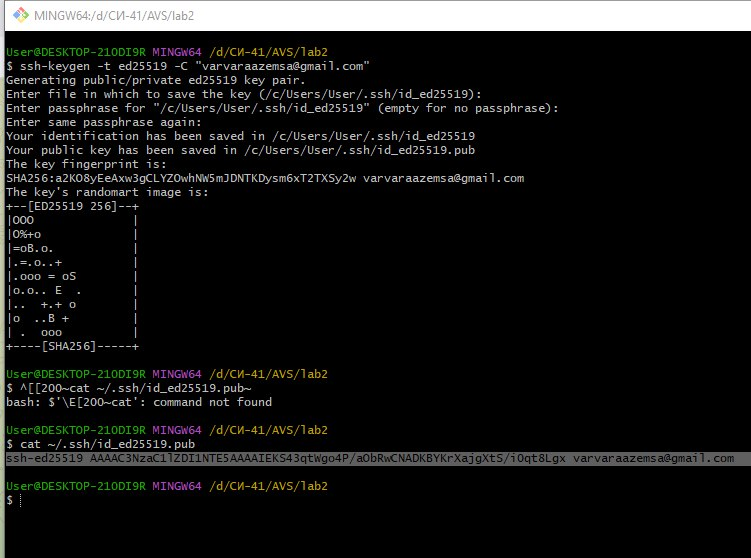 MINGW64:/d/СИ-41/AVS/lab2
User@DESKTOP-21ODI9R MINGW64 /d/СИ-41/AVS/lab2
$ ssh-keygen -t ed25519 -C "varvaraazemsa@gmail.com"
Generating public/private ed25519 key pair.
Enter file in which to save the key (/c/Users/User/.ssh/id_ed25519):
Enter passphrase for "/c/Users/User/.ssh/id_ed25519" (empty for no passphrase):
Enter same passphrase again:
Your identification has been saved in /c/Users/User/.ssh/id_ed25519
Your public key has been saved in /c/Users/User/.ssh/id_ed25519.pub
The key fingerprint is:
SHA256:a2KO8yEeAxw3gCLYZOwhNW5mJDNTKDysm6xT2TXSy2w varvaraazemsa@gmail.com
The key's randomart image is:
+--[ED25519 256]--+
|OOO              |
|O%+o             |
|=oB.o.           |
|.=.o..+          |
|.ooo = oS        |
|o.o.. E  .       |
|..  +.+ o        |
|o  ..B +         |
| .  ooo          |
+----[SHA256]-----+
User@DESKTOP-21ODI9R MINGW64 /d/СИ-41/AVS/lab2
$ ^[[200~cat ~/.ssh/id_ed25519.pub~
bash: $'\E[200~cat': command not found
User@DESKTOP-21ODI9R MINGW64 /d/СИ-41/AVS/lab2
$ cat ~/.ssh/id_ed25519.pub
ssh-ed25519 AAAAC3NzaC1lZDI1NTE5AAAAIEKS43qtWgo4P/aObRwCNADKBYKrXajgXtS/iOqt8Lgx varvaraazemsa@gmail.com
User@DESKTOP-21ODI9R MINGW64 /d/СИ-41/AVS/lab2
$